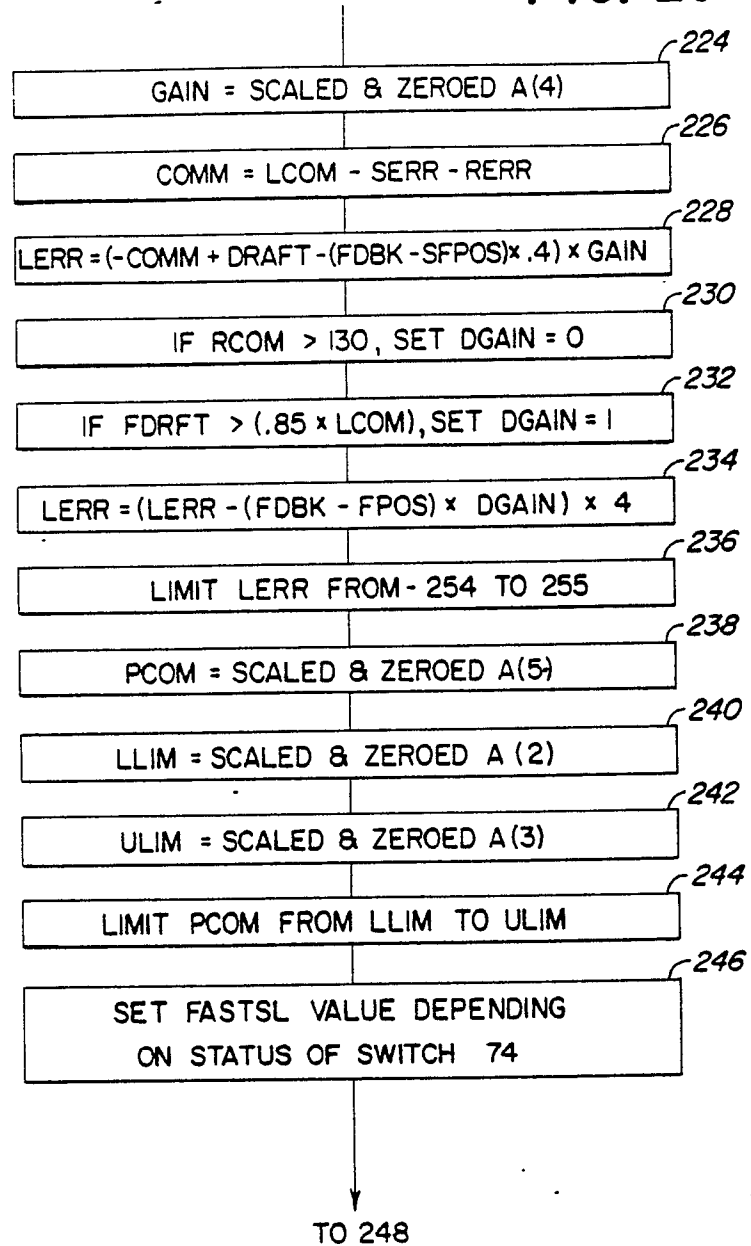 224
GAIN = SCALED & ZEROED A(4)
226
COMM = LCOM - SERR - RERR
228
LERR = (-COMM + DRAFT - (FDBK - SFPOS) × .4) × GAIN
230
IF RCOM > 130, SET DGAIN = 0
232
IF FDRFT > (.85 × LCOM), SET DGAIN = 1
234
LERR = (LERR - (FDBK - FPOS) × DGAIN) × 4
236
LIMIT LERR FROM - 254 TO 255
238
PCOM = SCALED & ZEROED A(5)
240
LLIM = SCALED & ZEROED A (2)
242
ULIM = SCALED & ZEROED A(3)
244
LIMIT PCOM FROM LLIM TO ULIM
246
SET FASTSL VALUE DEPENDING
ON STATUS OF SWITCH 74
TO 248